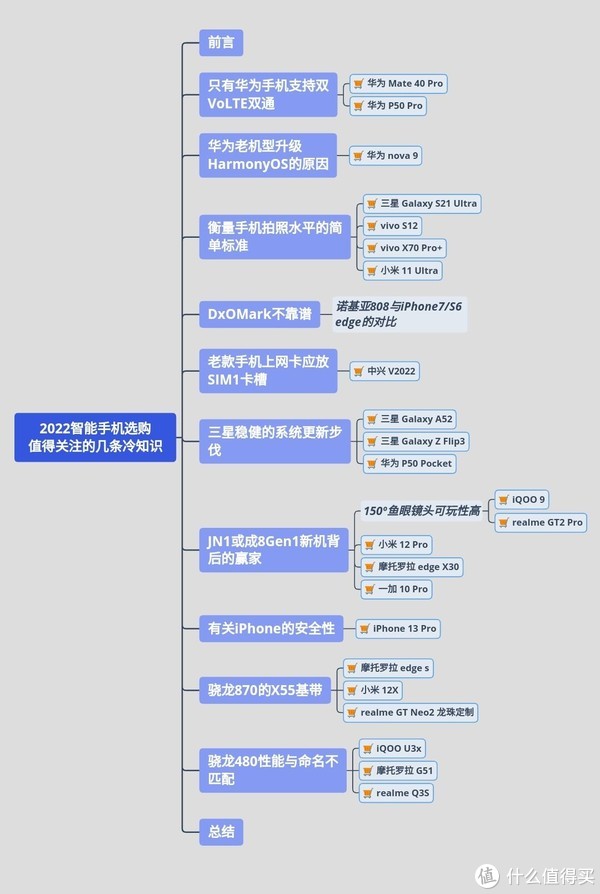 前言
只有华为手机支持双
VoLTE双通
华为 Mate 40 Pro
华为 P50 Pro
华为老机型升级
HarmonyOS的原因
华为 nova 9
衡量手机拍照水平的简
单标准
三星 Galaxy S21 Ultra
vivo S12
vivo X70 Pro+
小米 11 Ultra
DxOMark不靠谱
诺基亚808与iPhone7/S6
edge的对比
老款手机上网卡应放
SIM1卡槽
中兴 V2022
2022智能手机选购
值得关注的几条冷知识
三星稳健的系统更新步
伐
三星 Galaxy A52
三星 Galaxy Z Flip3
华为 P50 Pocket
JN1或成8Gen1新机背
后的赢家
150°鱼眼镜头可玩性高
iQOO 9
realme GT2 Pro
小米 12 Pro
摩托罗拉 edge X30
一加 10 Pro
有关iPhone的安全性
iPhone 13 Pro
骁龙870的X55基带
摩托罗拉 edge s
小米 12X
realme GT Neo2 龙珠定制
骁龙480性能与命名不
匹配
iQOO U3x
摩托罗拉 G51
realme Q3S
总结
值 什么值得买